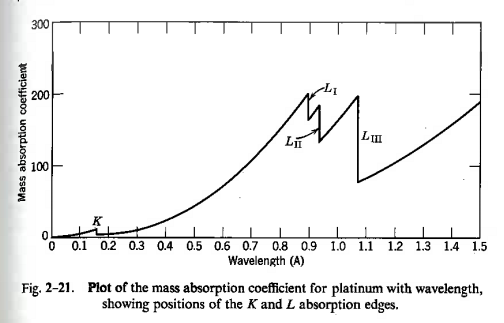 300
200
100
0
Mass absorption coefficient
K
LI
LII
LIII
0 0.1 0.2 0.3 0.4 0.5 0.6 0.7 0.8 0.9 1.0 1.1 1.2 1.3 1.4 1.5
Wavelength (A)
Fig. 2-21. Plot of the mass absorption coefficient for platinum with wavelength,
showing positions of the K and L absorption edges.